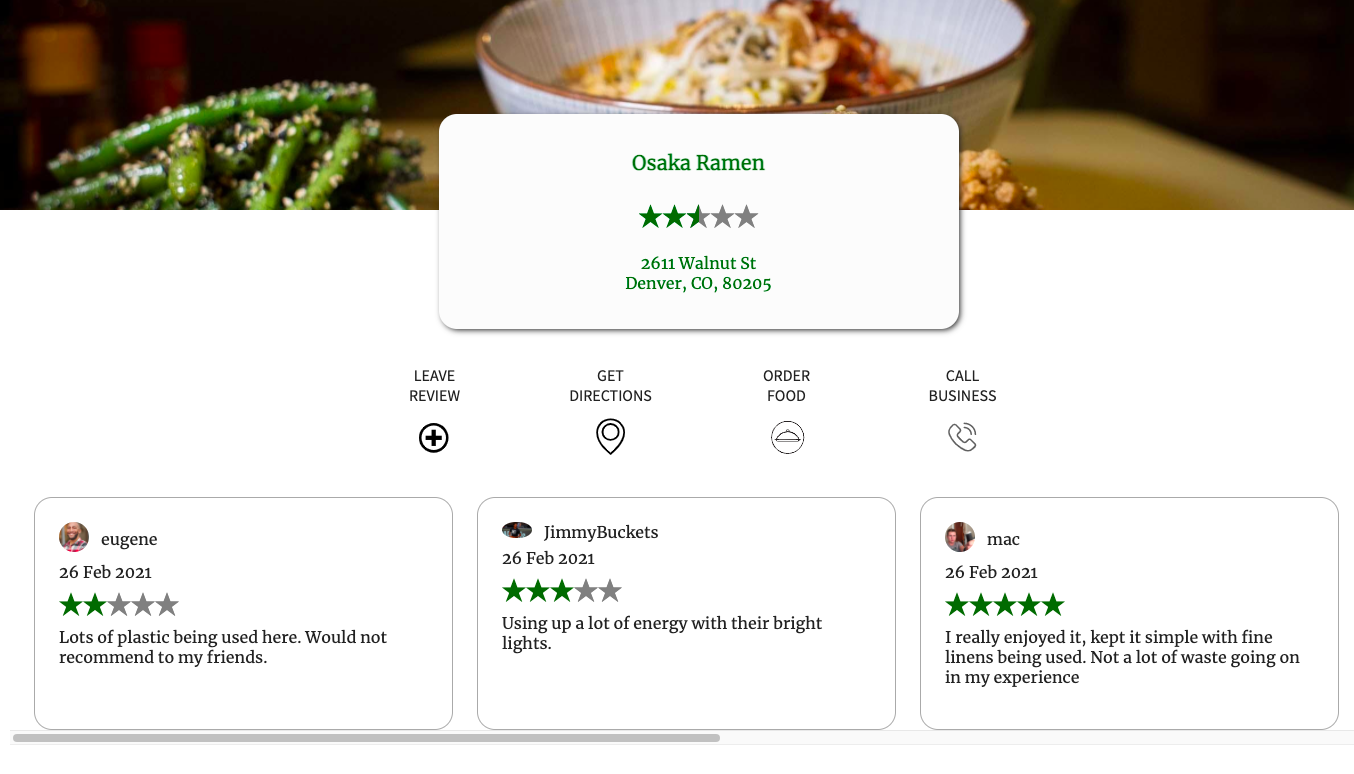 Osaka Ramen
2611 Walnut St
Denver, CO, 80205
LEAVE
REVIEW
GET
DIRECTIONS
ORDER
FOOD
CALL
BUSINESS
eugene
26 Feb 2021
Lots of plastic being used here. Would not
recommend to my friends.
JimmyBuckets
26 Feb 2021
Using up a lot of energy with their bright
lights.
mac
26 Feb 2021
I really enjoyed it, kept it simple with fine
linens being used. Not a lot of waste going on
in my experience